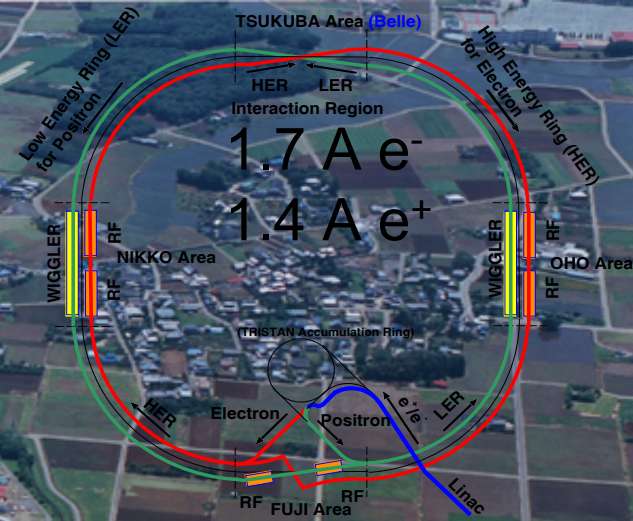 TSUKUBA Area (Belle)
Low Energy Ring (LER)
for Positron
High Energy Ring (HER)
for Electron
HER
LER
Interaction Region
1.7 A e-
1.4 A e+
WIGGLER
RF
RF
NIKKO Area
WIGGLER
RF
RF
OHO Area
(TRISTAN Accumulation Ring)
HER
Electron
Positron
e+/e-
LER
Linac
RF
FUJI Area
RF